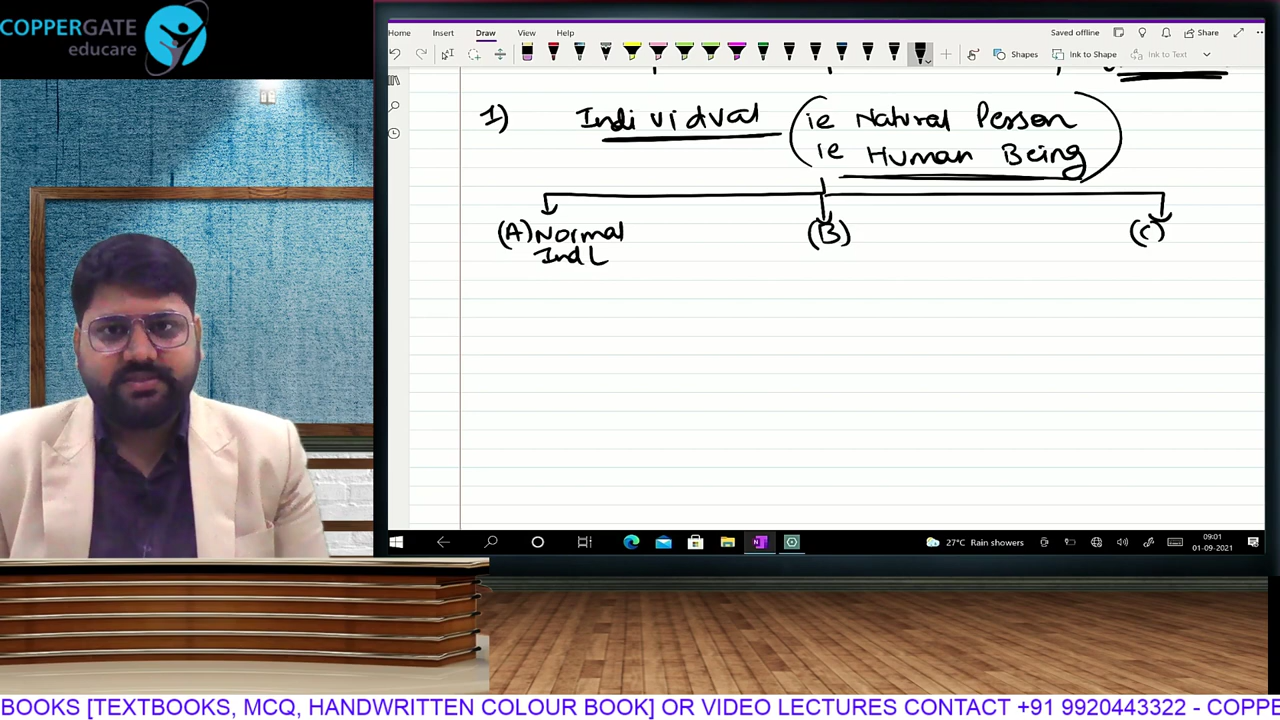 COPPERGATE
educare
Home Insert Draw View Help
Saved offline
Share
Shapes
Ink to Shape
Ink to Text
1) Individual (ie Natural Person
ie Human Being)
(A) Normal
Indl
(B)
(C)
27°C Rain showers
09:01
01-09-2021
BOOKS [TEXTBOOKS, MCQ, HANDWRITTEN COLOUR BOOK] OR VIDEO LECTURES CONTACT +91 9920443322 - COPPE